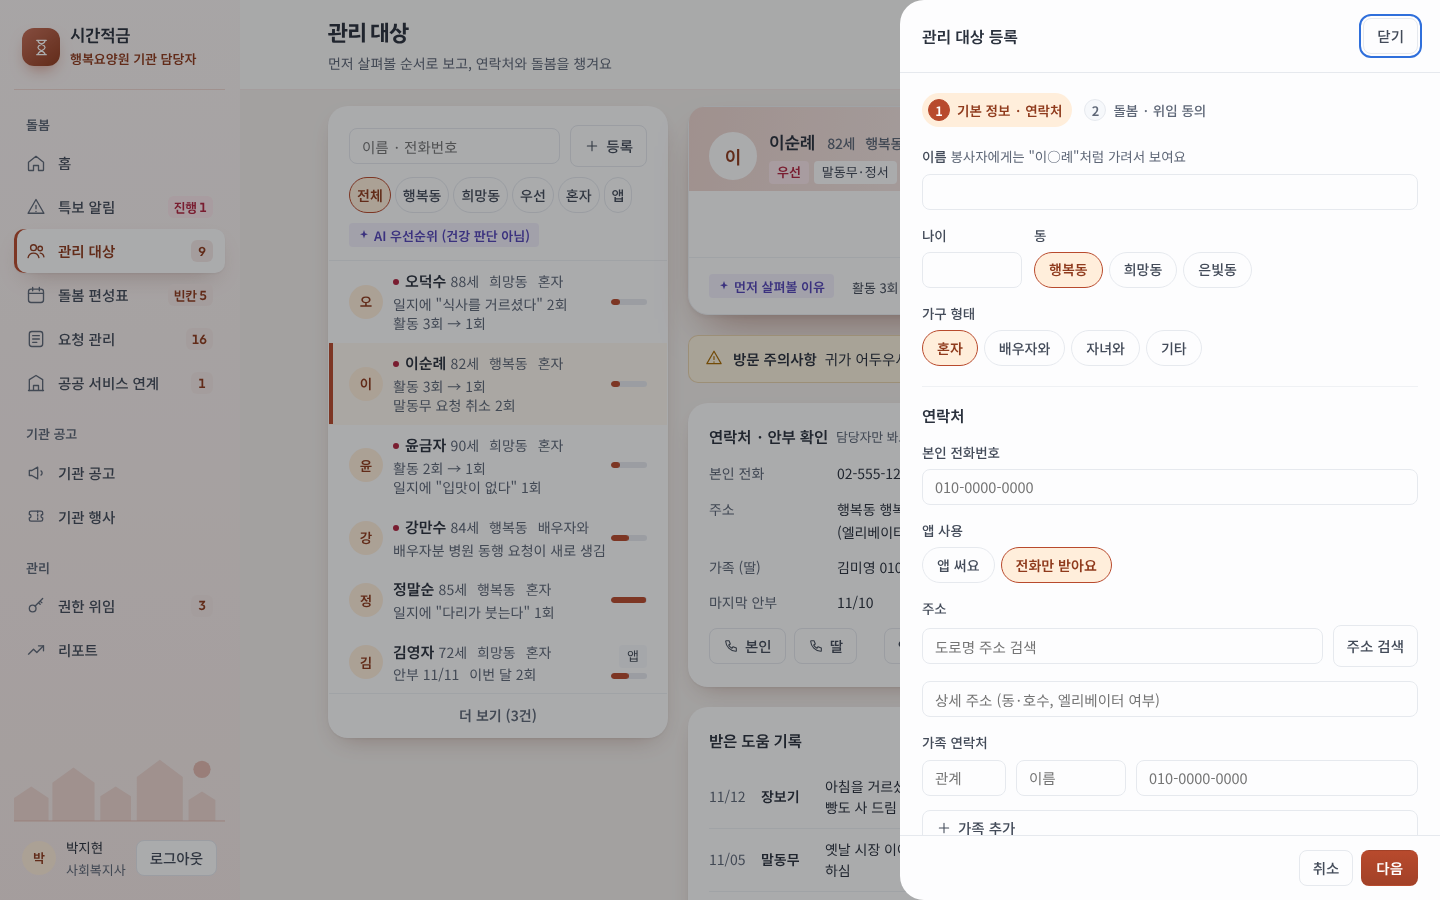 시간적금
행복요양원 기관 담당자
돌봄
홈
특보 알림 진행 1
관리 대상 9
돌봄 편성표 빈칸 5
요청 관리 16
공공 서비스 연계 1
기관 공고
기관 공고
기관 행사
관리
권한 위임 3
리포트
박 박지현
사회복지사
로그아웃
관리 대상
먼저 살펴볼 순서로 보고, 연락처와 돌봄을 챙겨요
이름 · 전화번호
+ 등록
전체 행복동 희망동 우선 혼자 앱
AI 우선순위 (건강 판단 아님)
오 오덕수 88세 희망동 혼자
일지에 "식사를 거르셨다" 2회
활동 3회 → 1회
이 이순례 82세 행복동 혼자
활동 3회 → 1회
말동무 요청 취소 2회
윤 윤금자 90세 희망동 혼자
활동 2회 → 1회
일지에 "입맛이 없다" 1회
강 강만수 84세 행복동 배우자와
배우자분 병원 동행 요청이 새로 생김
정 정말순 85세 행복동 혼자
일지에 "다리가 붓는다" 1회
김 김영자 72세 희망동 혼자 앱
안부 11/11 이번 달 2회
더 보기 (3건)
이 이순례 82세 행복동
우선 말동무·정서
먼저 살펴볼 이유 활동 3회
방문 주의사항 귀가 어두우시
연락처 · 안부 확인 담당자만 봐
본인 전화 02-555-12
주소 행복동 행복
(엘리베이터
가족 (딸) 김미영 010
마지막 안부 11/10
본인 딸
받은 도움 기록
11/12 장보기 아침을 거르셨
빵도 사 드림
11/05 말동무 옛날 시장 이야
하심
관리 대상 등록
닫기
1 기본 정보 · 연락처 2 돌봄 · 위임 동의
이름 봉사자에게는 "이○례"처럼 가려서 보여요
나이 동
행복동 희망동 은빛동
가구 형태
혼자 배우자와 자녀와 기타
연락처
본인 전화번호
010-0000-0000
앱 사용
앱 써요 전화만 받아요
주소
도로명 주소 검색 주소 검색
상세 주소 (동·호수, 엘리베이터 여부)
가족 연락처
관계 이름 010-0000-0000
+ 가족 추가
취소 다음